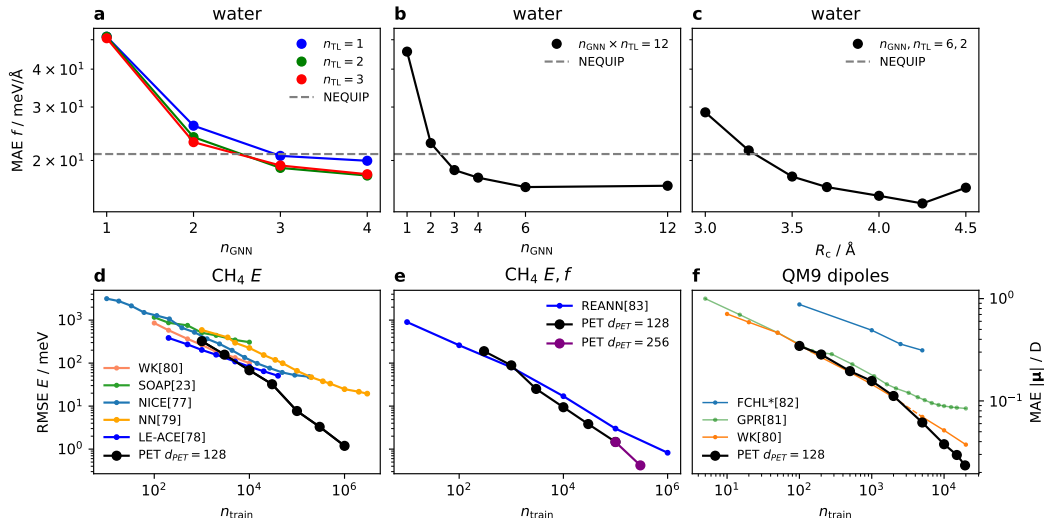 a water
MAE f / meV/Å
4 × 10¹
3 × 10¹
2 × 10¹
n_TL = 1
n_TL = 2
n_TL = 3
NEQUIP
1 2 3 4
n_GNN
b water
n_GNN × n_TL = 12
NEQUIP
1 2 3 4 6 12
n_GNN
c water
n_GNN, n_TL = 6, 2
NEQUIP
3.0 3.5 4.0 4.5
R_c / Å
d CH₄ E
RMSE E / meV
10³
10²
10¹
10⁰
WK[80]
SOAP[23]
NICE[77]
NN[79]
LE-ACE[78]
PET d_PET = 128
10² 10⁴ 10⁶
n_train
e CH₄ E, f
REANN[83]
PET d_PET = 128
PET d_PET = 256
10² 10⁴ 10⁶
n_train
f QM9 dipoles
FCHL*[82]
GPR[81]
WK[80]
PET d_PET = 128
10⁰
10⁻¹
MAE |μ| / D
10¹ 10² 10³ 10⁴
n_train